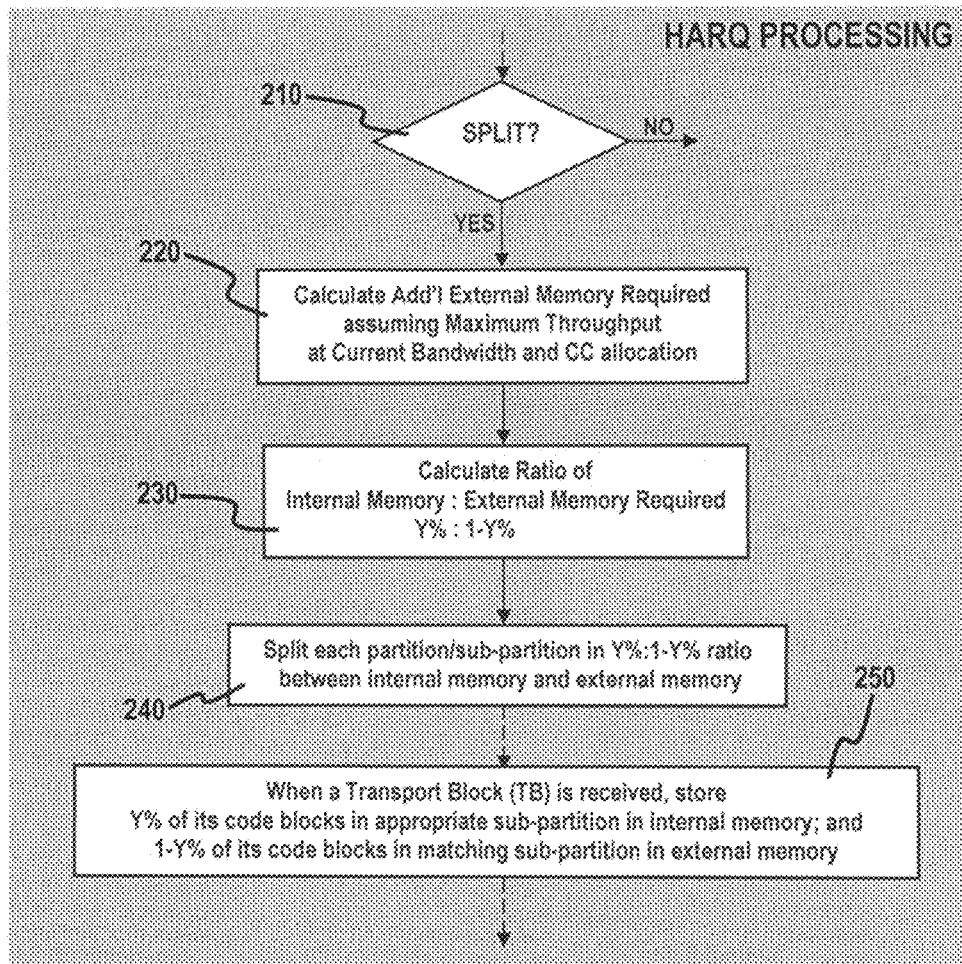 HARQ PROCESSING
210
SPLIT?
NO
YES
220
Calculate Add'l External Memory Required
assuming Maximum Throughput
at Current Bandwidth and CC allocation
230
Calculate Ratio of
Internal Memory : External Memory Required
Y% : 1-Y%
Split each partition/sub-partition in Y%:1-Y% ratio
between internal memory and external memory
240
250
When a Transport Block (TB) is received, store
Y% of its code blocks in appropriate sub-partition in internal memory; and
1-Y% of its code blocks in matching sub-partition in external memory